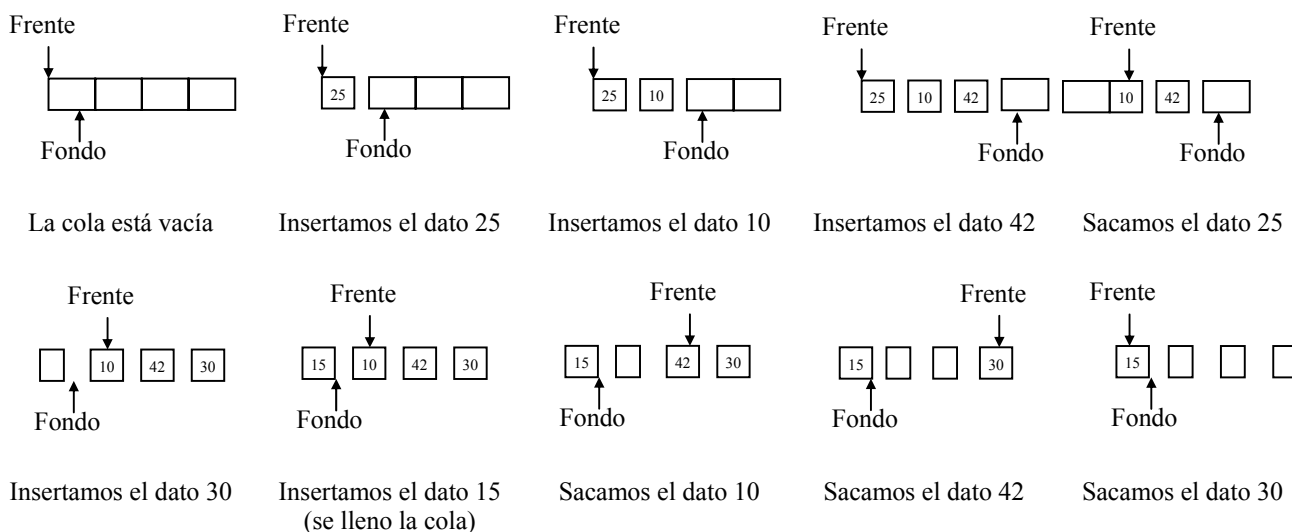 Frente Frente Frente Frente Frente
25 25 10 25 10 42 10 42
Fondo Fondo Fondo Fondo Fondo
La cola está vacía Insertamos el dato 25 Insertamos el dato 10 Insertamos el dato 42 Sacamos el dato 25
Frente Frente Frente Frente Frente
10 42 30 15 10 42 30 15 42 30 15 30 15
Fondo Fondo Fondo Fondo Fondo
Insertamos el dato 30 Insertamos el dato 15 Sacamos el dato 10 Sacamos el dato 42 Sacamos el dato 30
(se lleno la cola)